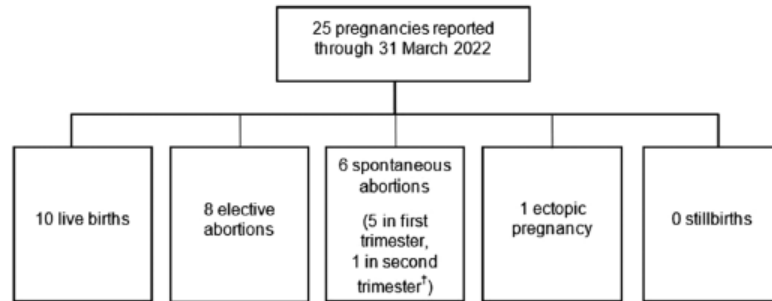 25 pregnancies reported
through 31 March 2022
10 live births
8 elective
abortions
6 spontaneous
abortions
(5 in first
trimester,
1 in second
trimester†)
1 ectopic
pregnancy
0 stillbirths